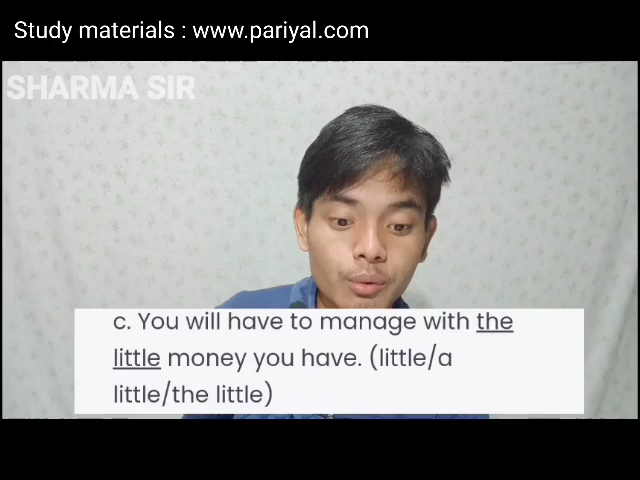 Study materials : www.pariyal.com
SHARMA SIR
c. You will have to manage with the
little money you have. (little/a
little/the little)